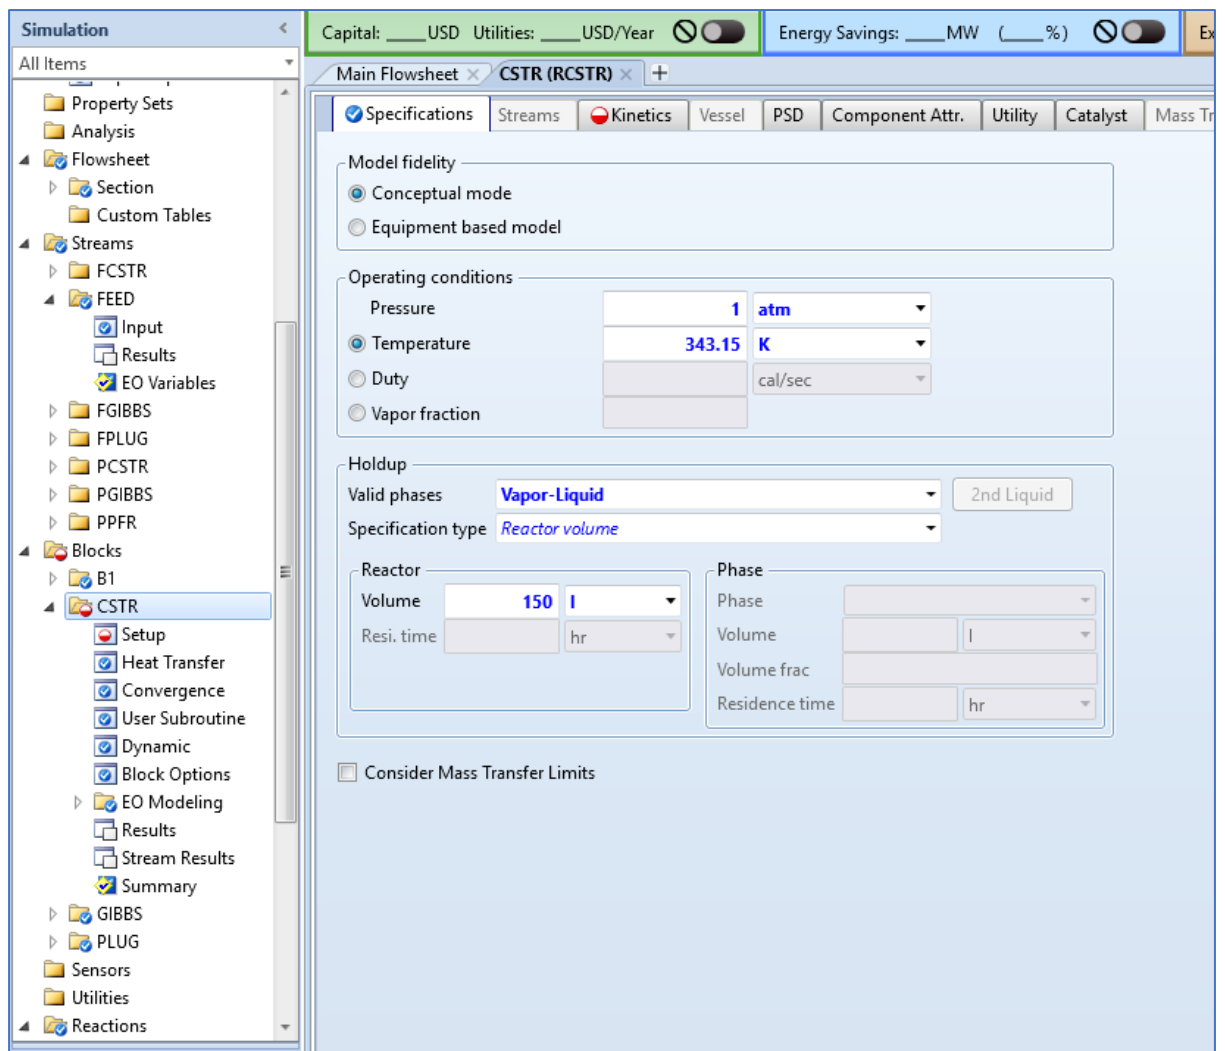 Simulation
All Items
Property Sets
Analysis
Flowsheet
Section
Custom Tables
Streams
FCSTR
FEED
Input
Results
EO Variables
FGIBBS
FPLUG
PCSTR
PGIBBS
PPFR
Blocks
B1
CSTR
Setup
Heat Transfer
Convergence
User Subroutine
Dynamic
Block Options
EO Modeling
Results
Stream Results
Summary
GIBBS
PLUG
Sensors
Utilities
Reactions
Capital: ____USD Utilities: ____USD/Year
Energy Savings: ____MW (____%)
Ex
Main Flowsheet
CSTR (RCSTR)
Specifications Streams Kinetics Vessel PSD Component Attr. Utility Catalyst Mass Tr
Model fidelity
Conceptual mode
Equipment based model
Operating conditions
Pressure 1 atm
Temperature 343.15 K
Duty cal/sec
Vapor fraction
Holdup
Valid phases Vapor-Liquid 2nd Liquid
Specification type Reactor volume
Reactor
Volume 150 l
Resi. time hr
Phase
Phase
Volume l
Volume frac
Residence time hr
Consider Mass Transfer Limits